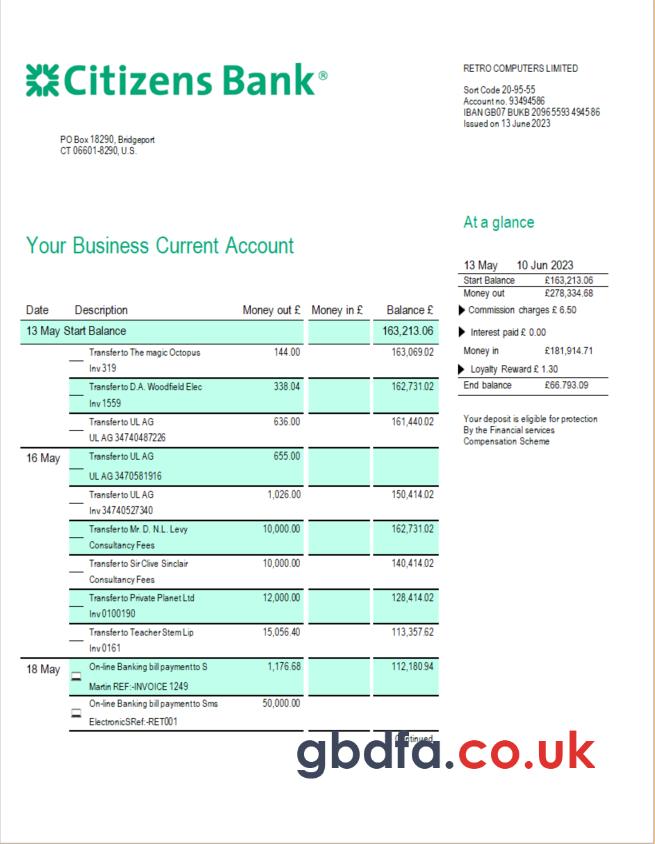 Citizens Bank®
PO Box 18290, Bridgeport
CT 06601-8290, U.S.
RETRO COMPUTERS LIMITED
Sort Code 20-95-55
Account no. 93494586
IBAN GB07 BUKB 20965593 494586
Issued on 13 June 2023
Your Business Current Account
Date Description Money out £ Money in £ Balance £
13 May Start Balance 163,213.06
Transfer to The magic Octopus 144.00 163,069.02
Inv 319
Transfer to D.A. Woodfield Elec 338.04 162,731.02
Inv 1559
Transfer to UL AG 636.00 161,440.02
UL AG 34740487226
16 May Transfer to UL AG 655.00
UL AG 3470581916
Transfer to UL AG 1,026.00 150,414.02
Inv 34740527340
Transfer to Mr. D. N.L. Levy 10,000.00 162,731.02
Consultancy Fees
Transfer to Sir Clive Sinclair 10,000.00 140,414.02
Consultancy Fees
Transfer to Private Planet Ltd 12,000.00 128,414.02
Inv 0100190
Transfer to Teacher Stem Lip 15,056.40 113,357.62
Inv 0161
18 May On-line Banking bill payment to S 1,176.68 112,180.94
Martin REF:-INVOICE 1249
On-line Banking bill payment to Sms 50,000.00
ElectronicSRef:-RET001
Continued
At a glance
13 May 10 Jun 2023
Start Balance £163,213.06
Money out £278,334.68
Commission charges £ 6.50
Interest paid £ 0.00
Money in £181,914.71
Loyalty Reward £ 1.30
End balance £66.793.09
Your deposit is eligible for protection
By the Financial services
Compensation Scheme
gbdfa.co.uk